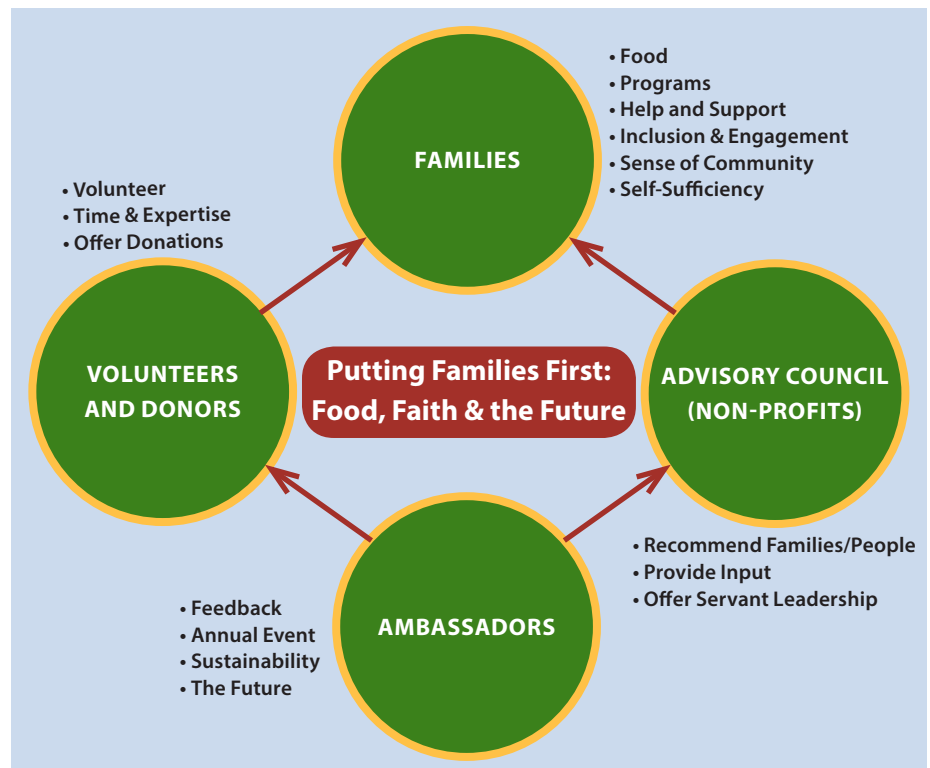 • Food
• Programs
• Help and Support
• Inclusion & Engagement
• Sense of Community
• Self-Sufficiency
FAMILIES
• Volunteer
• Time & Expertise
• Offer Donations
VOLUNTEERS
AND DONORS
Putting Families First:
Food, Faith & the Future
ADVISORY COUNCIL
(NON-PROFITS)
• Recommend Families/People
• Provide Input
• Offer Servant Leadership
• Feedback
• Annual Event
• Sustainability
• The Future
AMBASSADORS